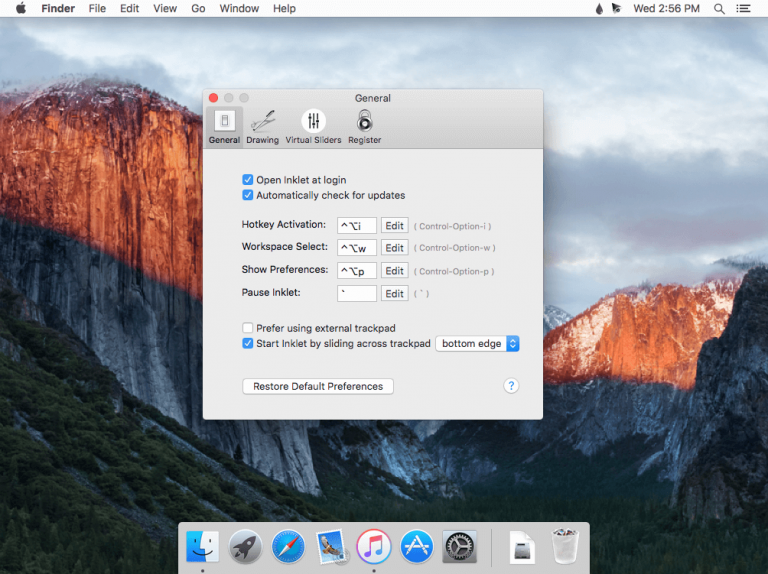 Finder File Edit View Go Window Help Wed 2:56 PM
General
General Drawing Virtual Sliders Register
Open Inklet at login
Automatically check for updates
Hotkey Activation: ^⌥i Edit ( Control-Option-i )
Workspace Select: ^⌥w Edit ( Control-Option-w )
Show Preferences: ^⌥p Edit ( Control-Option-p )
Pause Inklet: ` Edit ( ` )
Prefer using external trackpad
Start Inklet by sliding across trackpad bottom edge
Restore Default Preferences ?